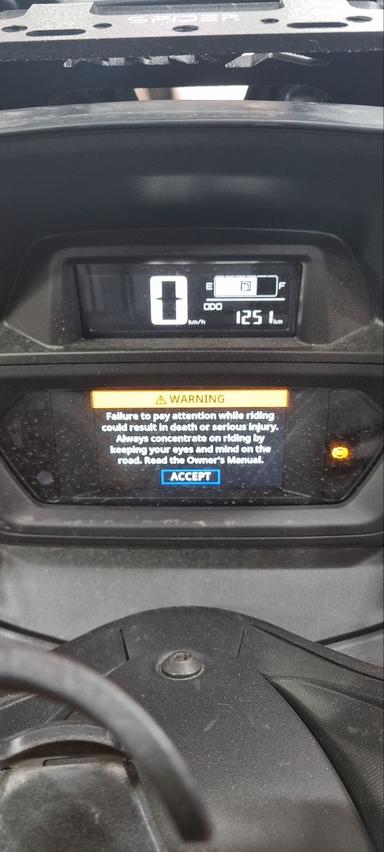 SPIDER
0
km/h
E F
ODO
1251 km
⚠ WARNING
Failure to pay attention while riding
could result in death or serious injury.
Always concentrate on riding by
keeping your eyes and mind on the
road. Read the Owner's Manual.
ACCEPT